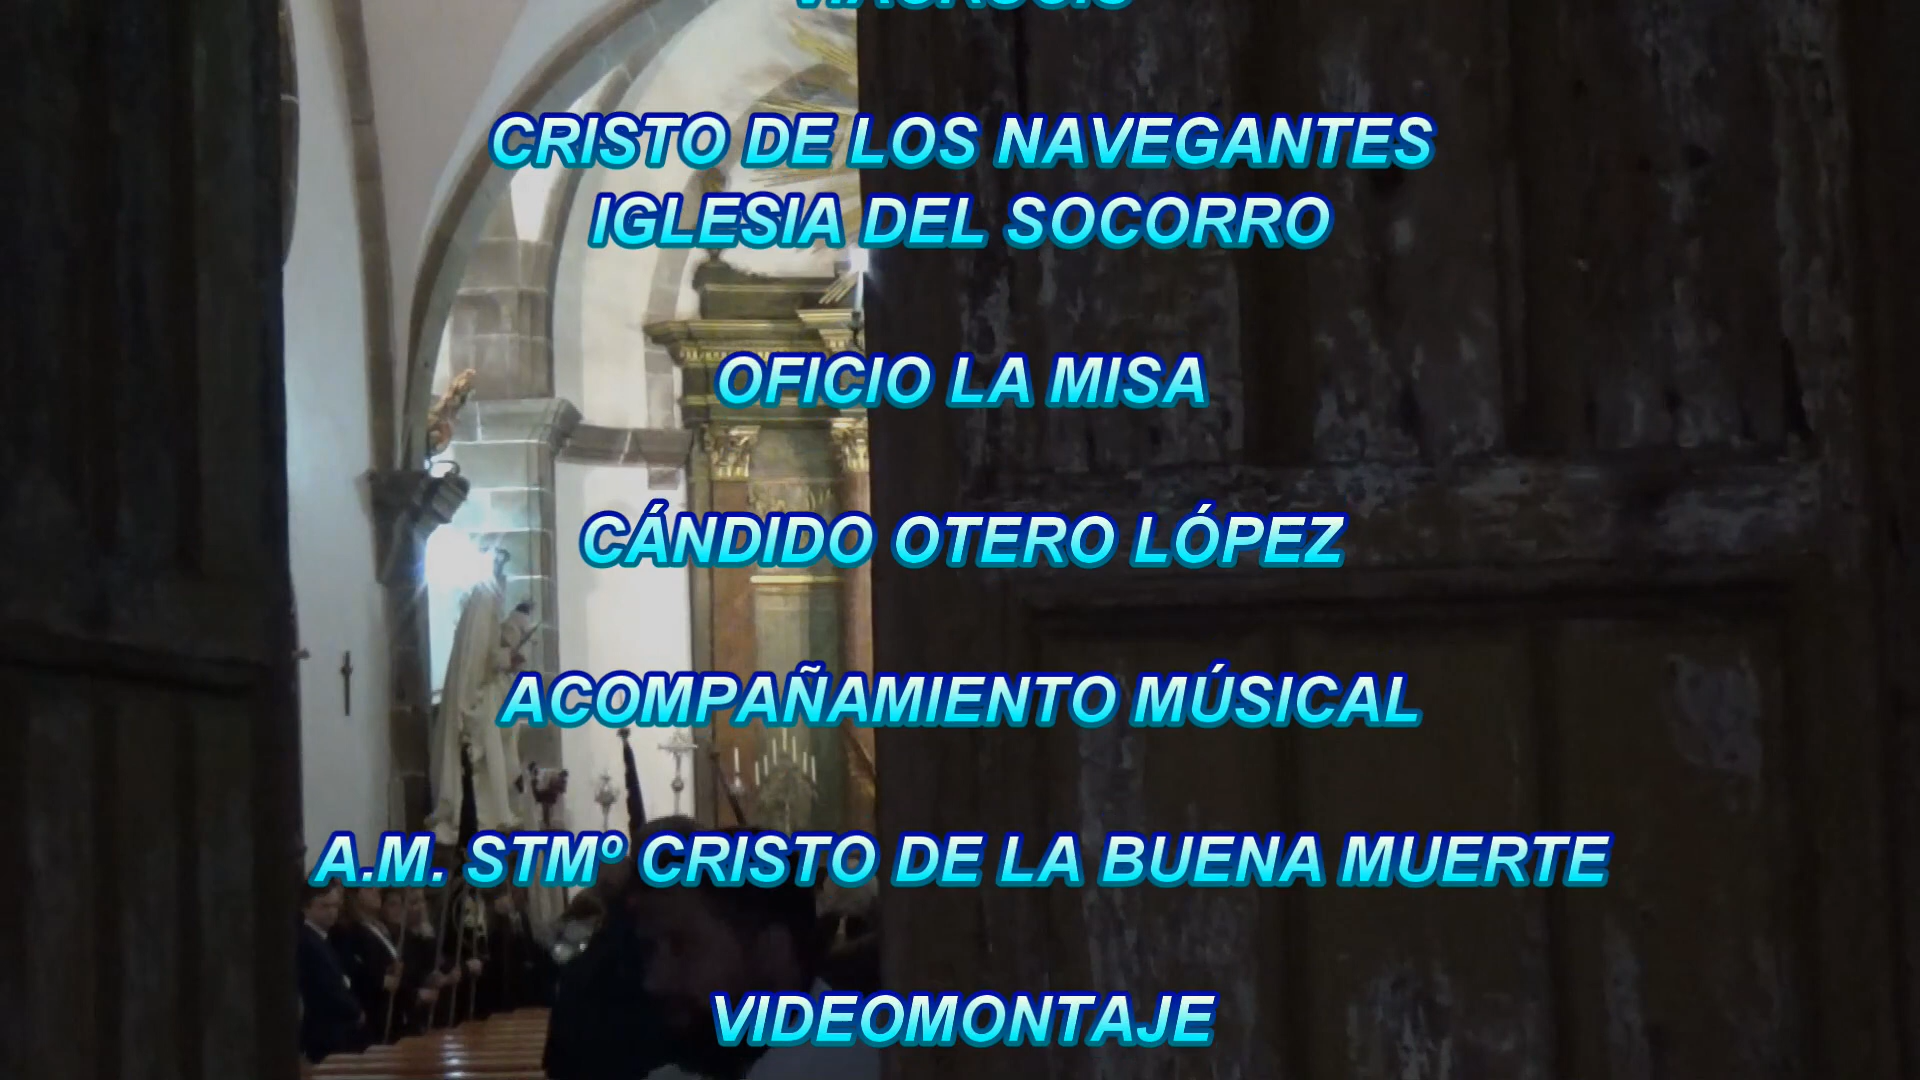 VIACRUCIS
CRISTO DE LOS NAVEGANTES
IGLESIA DEL SOCORRO
OFICIO LA MISA
CÁNDIDO OTERO LÓPEZ
ACOMPAÑAMIENTO MÚSICAL
A.M. STMº CRISTO DE LA BUENA MUERTE
VIDEOMONTAJE